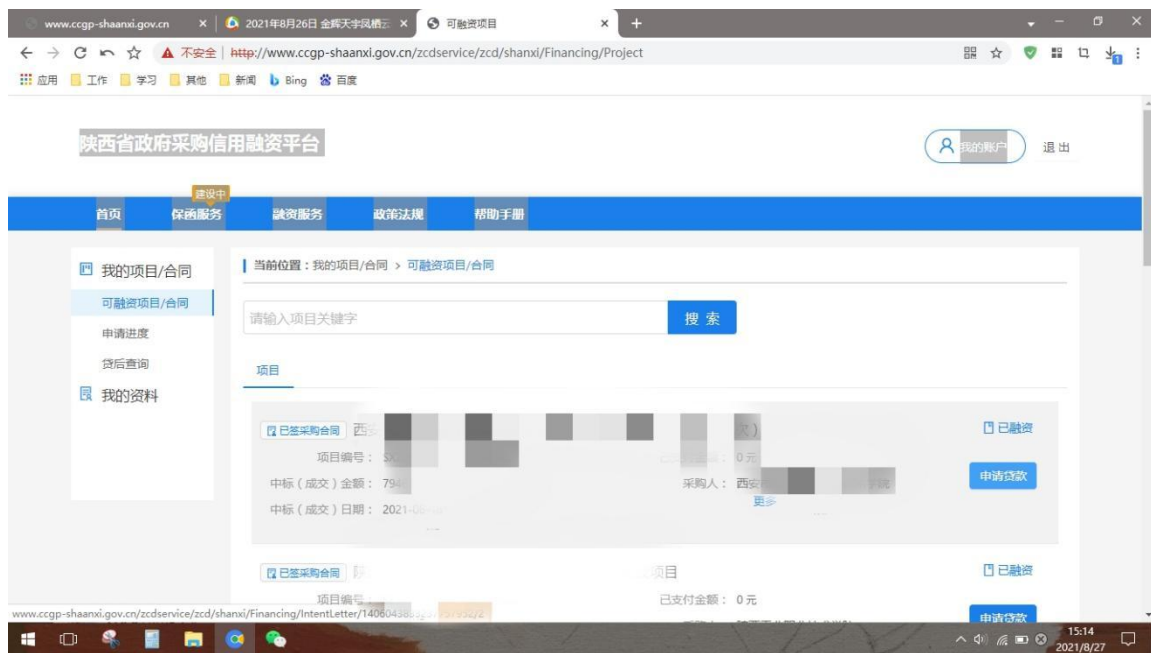 www.ccgp-shaanxi.gov.cn
2021年8月26日 金辉天宇凤栖云
可融资项目
不安全 http://www.ccgp-shaanxi.gov.cn/zcdservice/zcd/shanxi/Financing/Project
应用 工作 学习 其他 新闻 Bing 百度
陕西省政府采购信用融资平台
我的账户 退出
建设中
首页 保函服务 融资服务 政策法规 帮助手册
我的项目/合同
可融资项目/合同
申请进度
贷后查询
我的资料
当前位置：我的项目/合同 > 可融资项目/合同
请输入项目关键字
搜索
项目
已签采购合同 西安
已融资
项目编号： 0元
中标（成交）金额： 794
采购人： 西安
申请贷款
更多
中标（成交）日期： 2021-08
已签采购合同 项目
已融资
项目编号：
已支付金额： 0元
申请贷款
www.ccgp-shaanxi.gov.cn/zcdservice/zcd/shanxi/Financing/IntentLetter/
15:14
2021/8/27